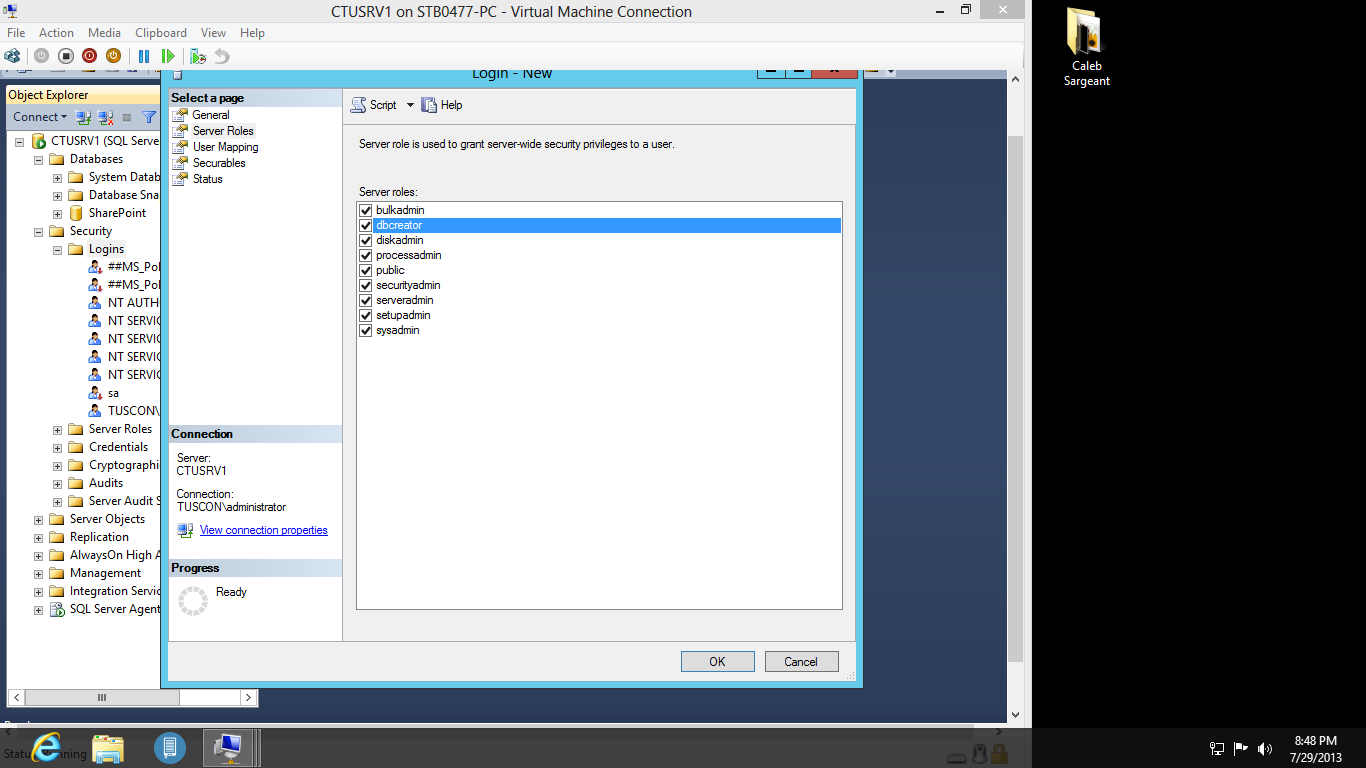 CTUSRV1 on STB0477-PC - Virtual Machine Connection
File Action Media Clipboard View Help
Login - New
Object Explorer
Connect
CTUSRV1 (SQL Serve
Databases
System Datab
Database Sna
SharePoint
Security
Logins
##MS_Pol
##MS_Pol
NT AUTH
NT SERVIC
NT SERVIC
NT SERVIC
NT SERVIC
sa
TUSCON\
Server Roles
Credentials
Cryptographi
Audits
Server Audit S
Server Objects
Replication
AlwaysOn High A
Management
Integration Servic
SQL Server Agent
Select a page
General
Server Roles
User Mapping
Securables
Status
Connection
Server:
CTUSRV1
Connection:
TUSCON\administrator
View connection properties
Progress
Ready
Script Help
Server role is used to grant server-wide security privileges to a user.
Server roles:
bulkadmin
dbcreator
diskadmin
processadmin
public
securityadmin
serveradmin
setupadmin
sysadmin
OK Cancel
Caleb
Sargeant
8:48 PM
7/29/2013